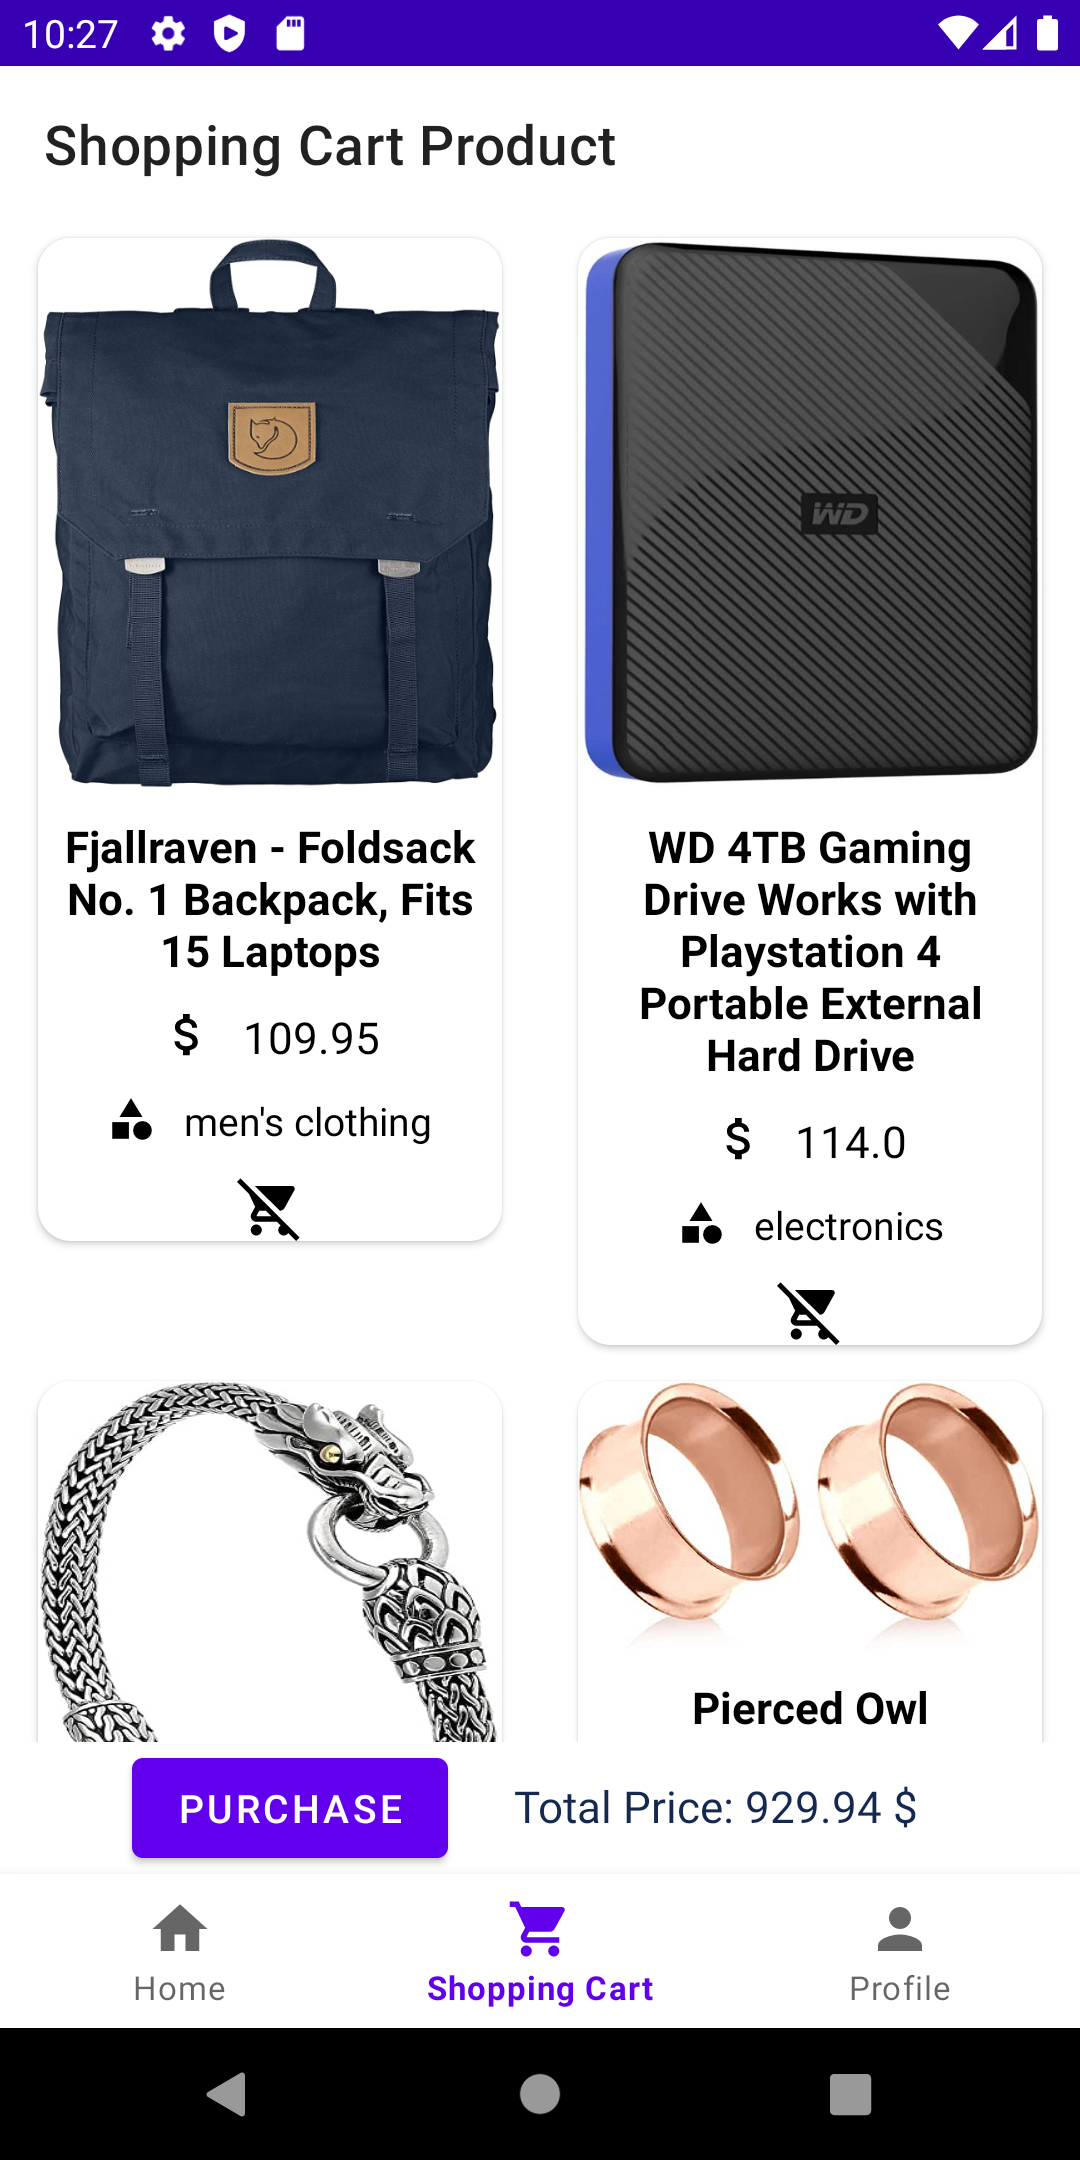 10:27
Shopping Cart Product
WD
Fjallraven - Foldsack
No. 1 Backpack, Fits
15 Laptops
$ 109.95
men's clothing
WD 4TB Gaming
Drive Works with
Playstation 4
Portable External
Hard Drive
$ 114.0
electronics
Pierced Owl
PURCHASE
Total Price: 929.94 $
Home
Shopping Cart
Profile